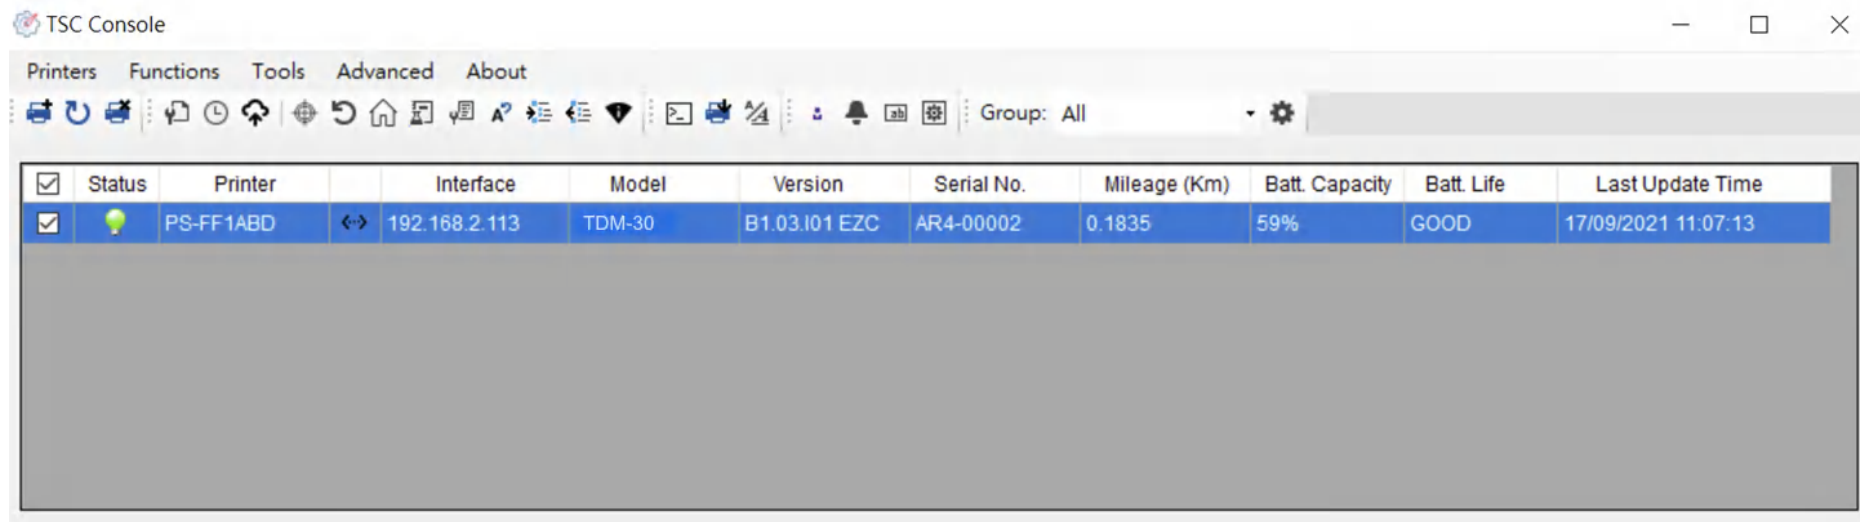 TSC Console
Printers Functions Tools Advanced About
Group: All
Status Printer Interface Model Version Serial No. Mileage (Km) Batt. Capacity Batt. Life Last Update Time
PS-FF1ABD 192.168.2.113 TDM-30 B1.03.I01 EZC AR4-00002 0.1835 59% GOOD 17/09/2021 11:07:13